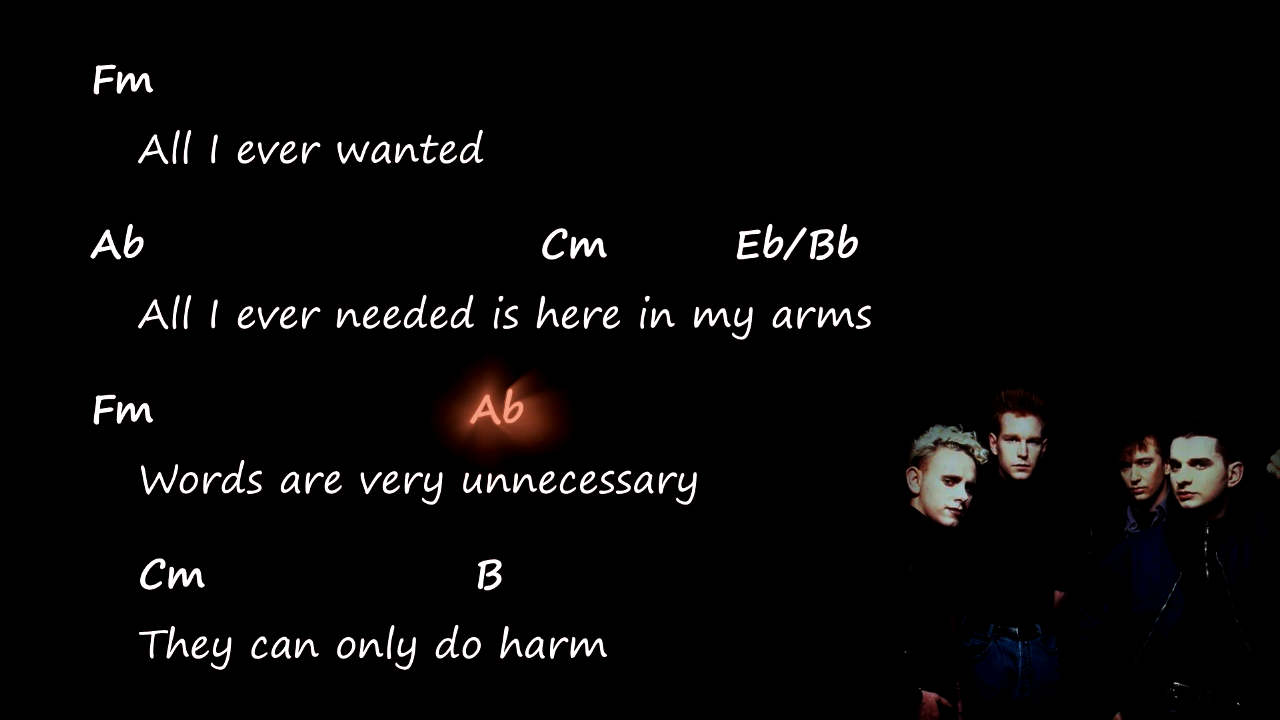 Fm
All I ever wanted
Ab Cm Eb/Bb
All I ever needed is here in my arms
Fm Ab
Words are very unnecessary
Cm B
They can only do harm